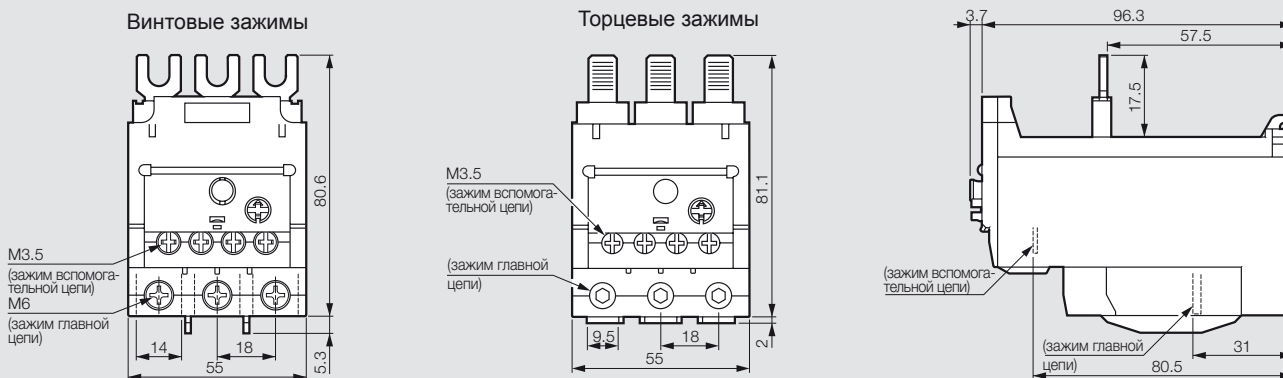 Винтовые зажимы
80.6
M3.5
(зажим вспомога-
тельной цепи)
M6
(зажим главной
цепи)
14
18
5.3
55
Торцевые зажимы
M3.5
(зажим вспомога-
тельной цепи)
81.1
(зажим главной
цепи)
9.5
18
2
55
3.7
96.3
57.5
17.5
(зажим вспомога-
тельной цепи)
(зажим главной
цепи)
31
80.5